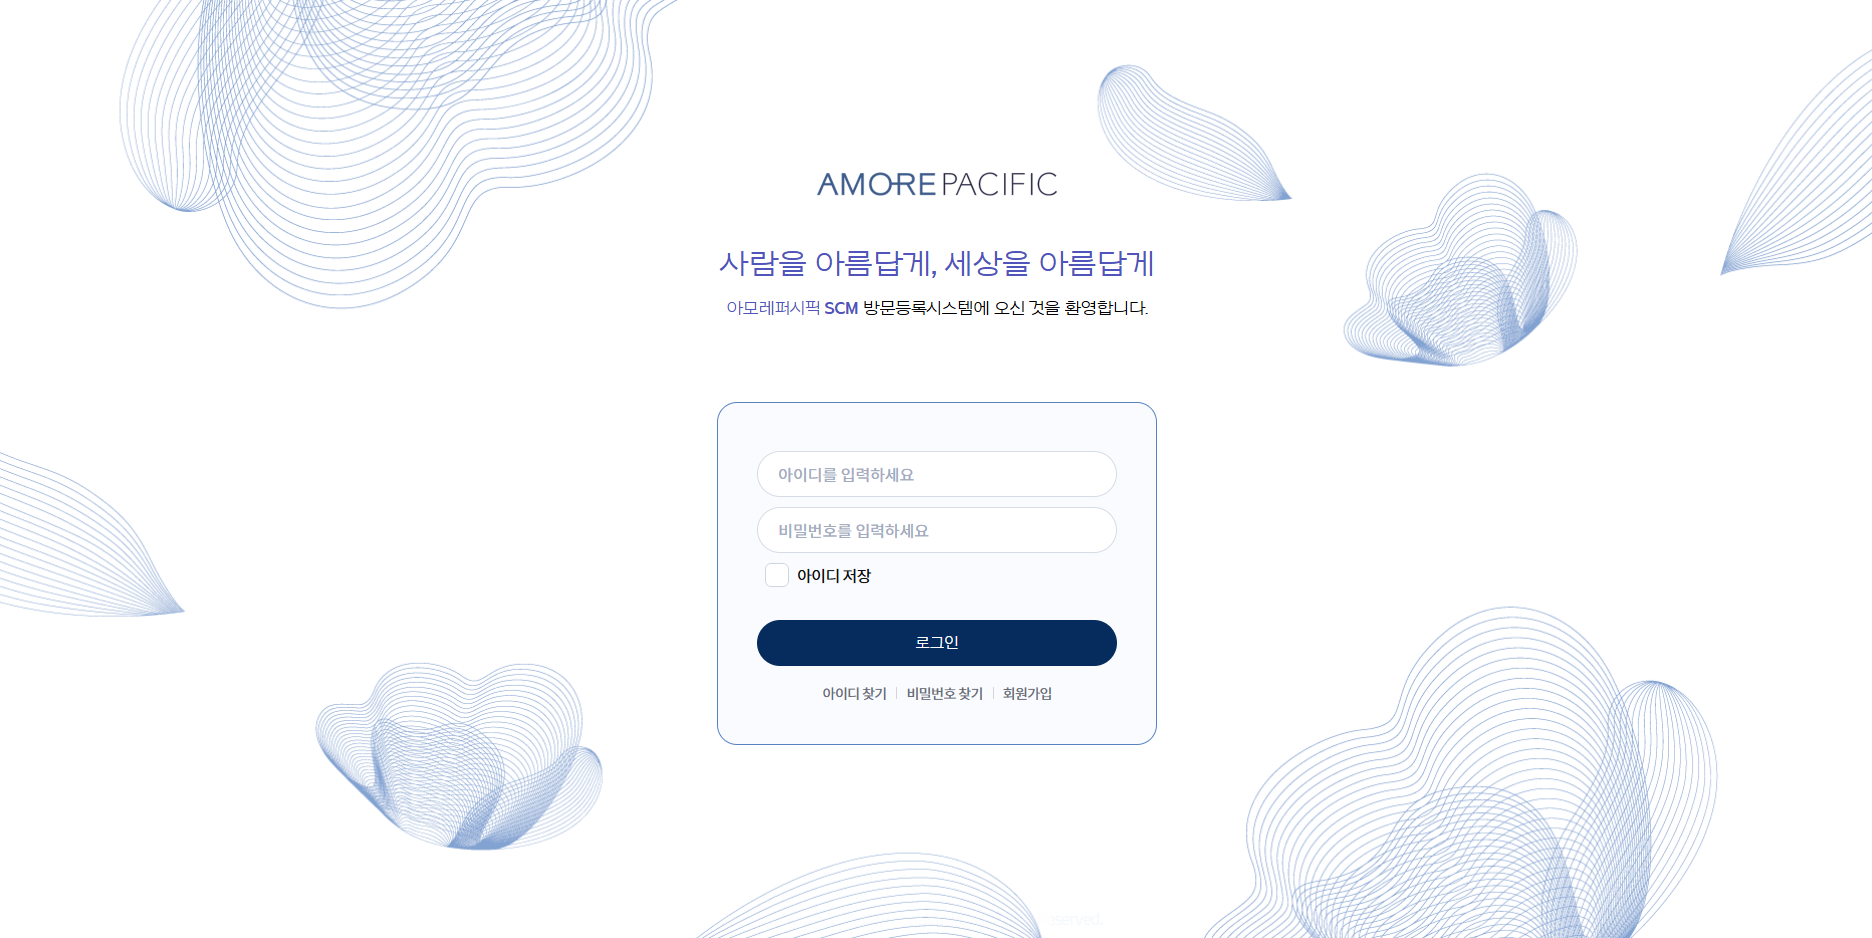 AMOREPACIFIC
사람을 아름답게, 세상을 아름답게
아모레퍼시픽 SCM 방문등록시스템에 오신 것을 환영합니다.
아이디를 입력하세요
비밀번호를 입력하세요
아이디 저장
로그인
아이디 찾기 | 비밀번호 찾기 | 회원가입